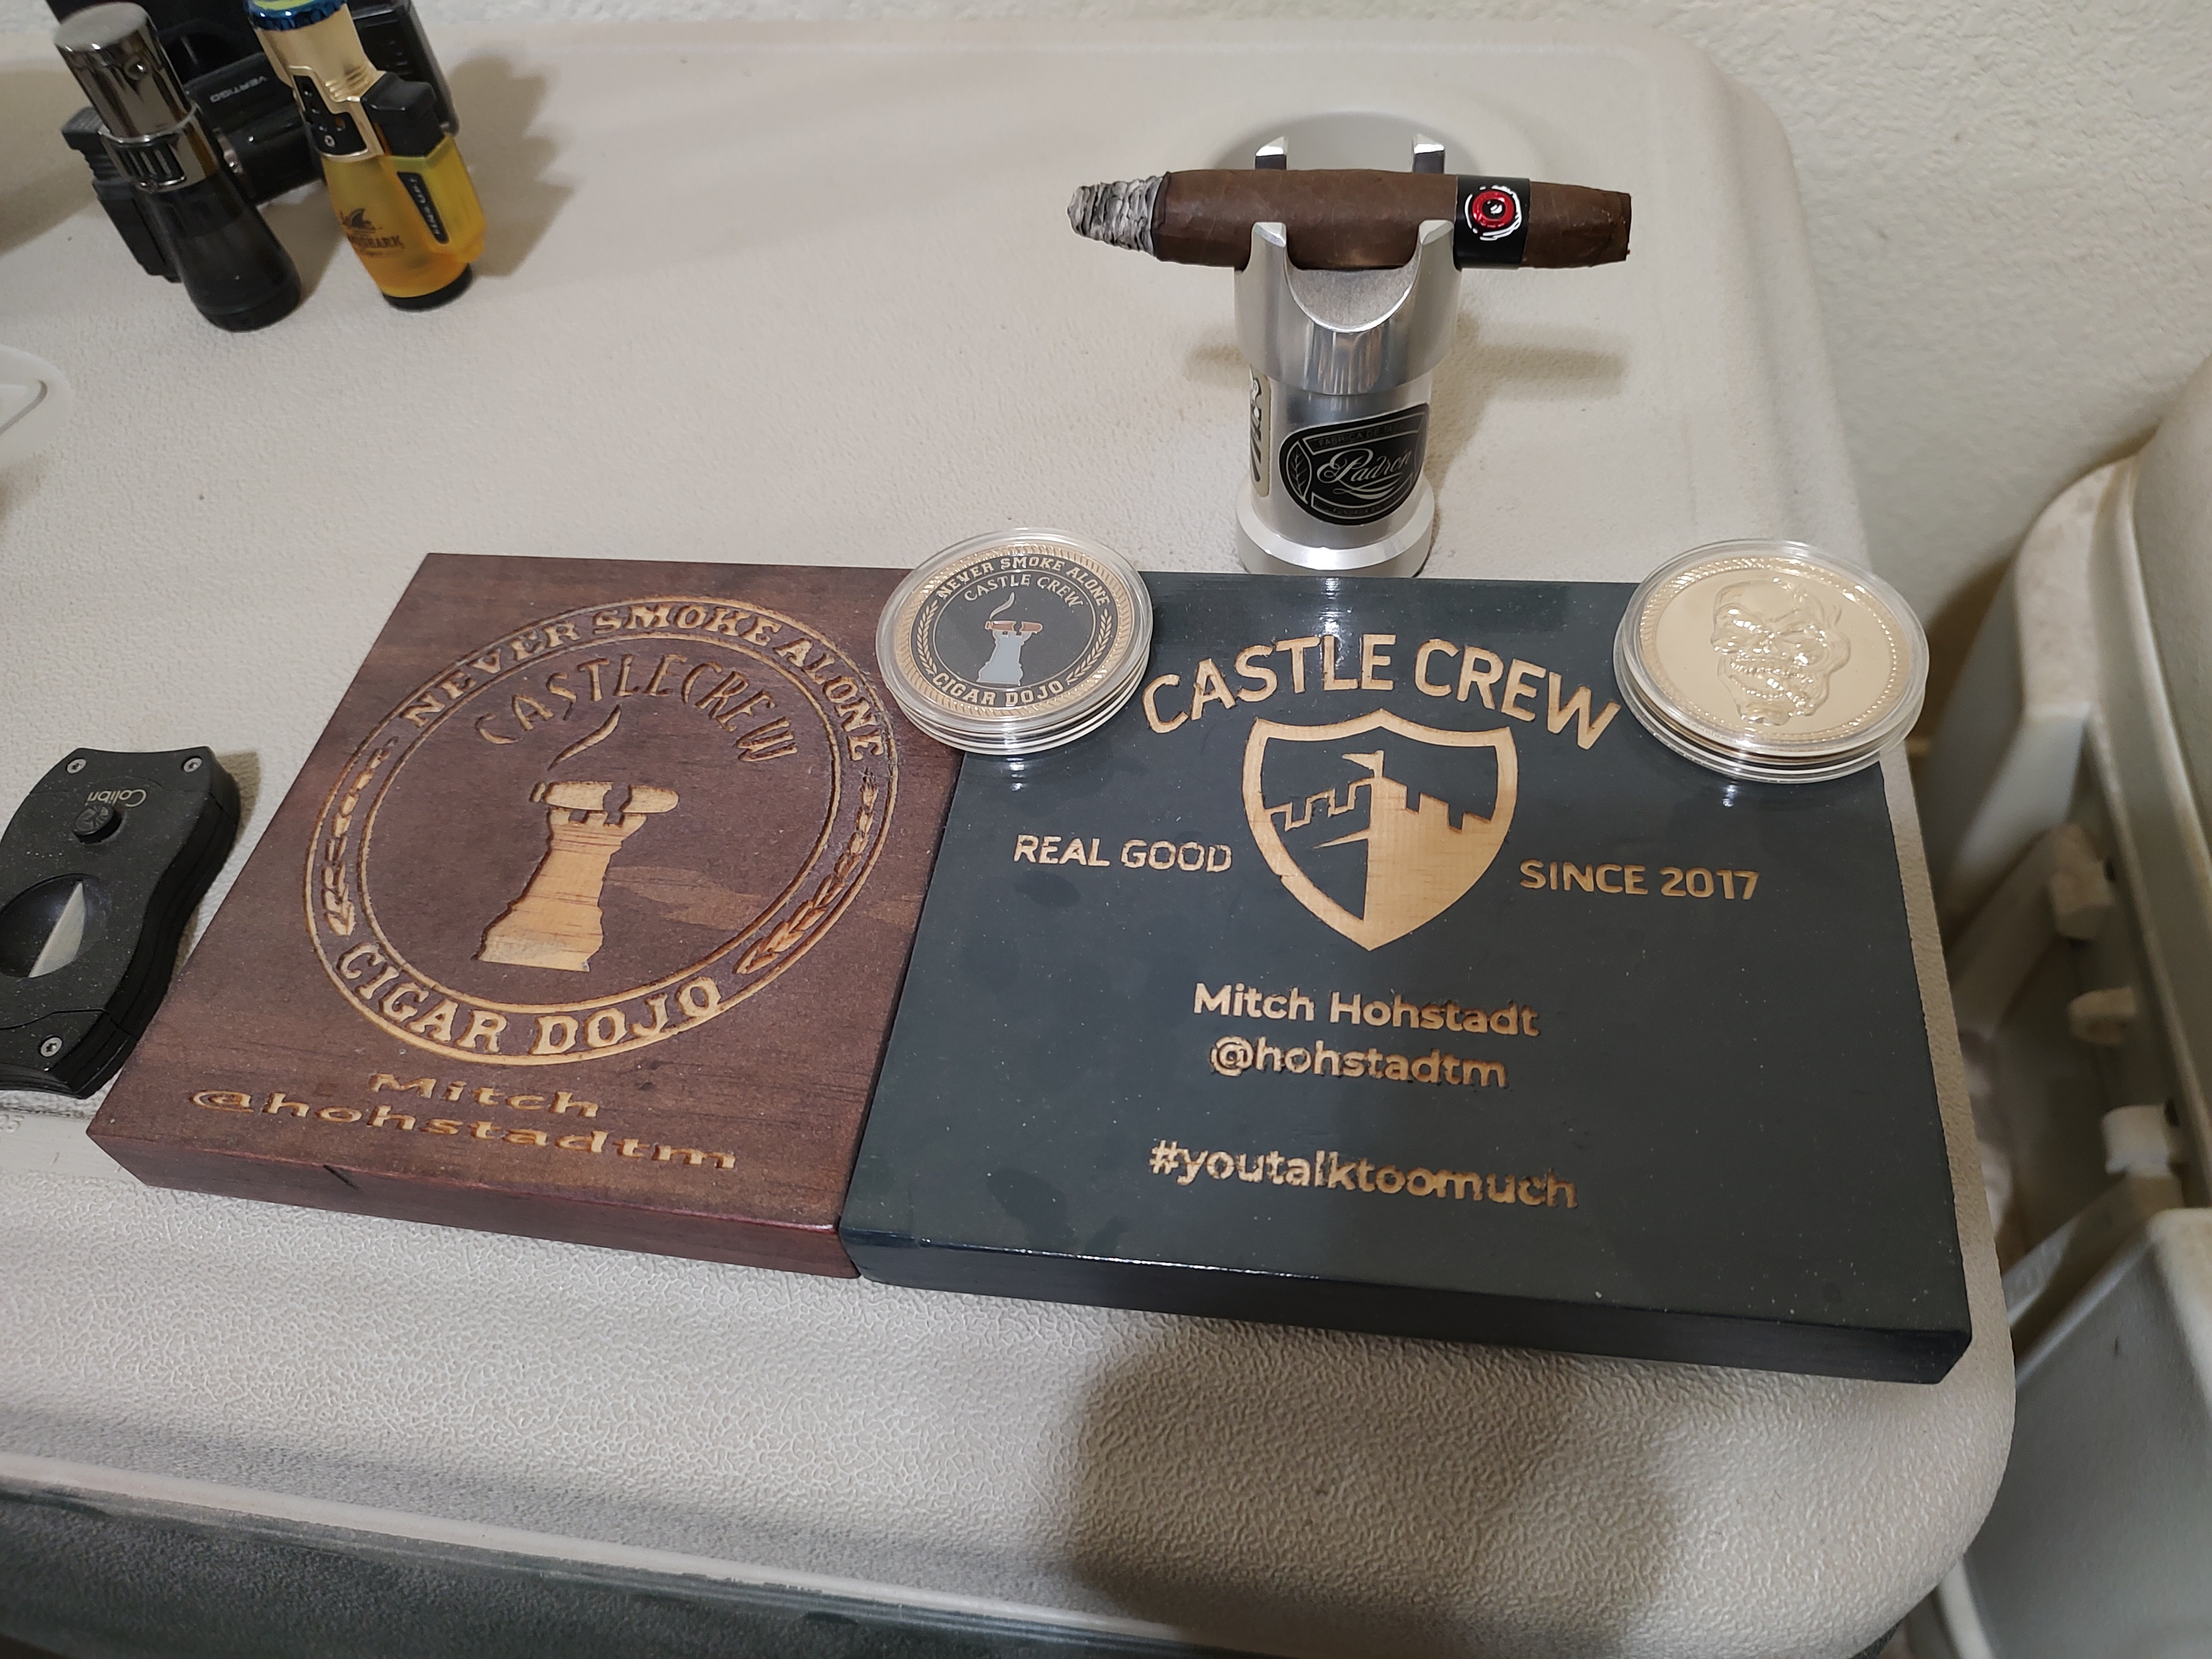 VERTIGO
Colibri
Padrón
NEVER SMOKE ALONE
CASTLE CREW
CIGAR DOJO
NEVER SMOKE ALONE
CASTLE CREW
CIGAR DOJO
Mitch
@hohstadtm
CASTLE CREW
REAL GOOD
SINCE 2017
Mitch Hohstadt
@hohstadtm
#youtalktoomuch